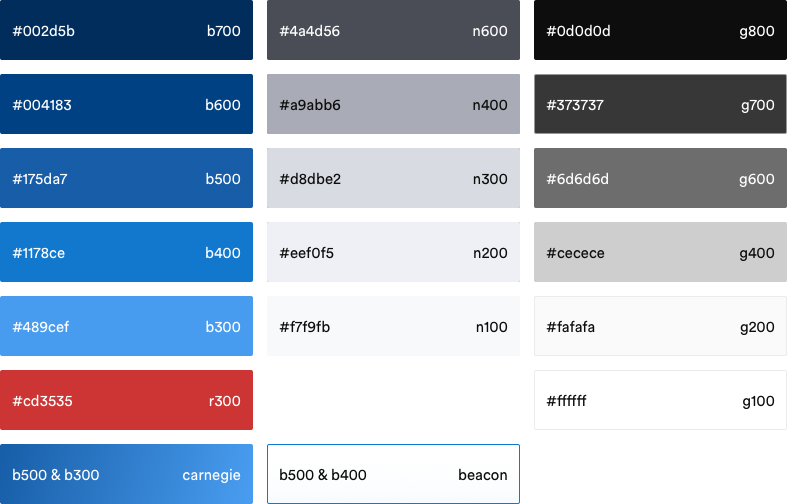 #002d5b b700
#4a4d56 n600
#0d0d0d g800
#004183 b600
#a9abb6 n400
#373737 g700
#175da7 b500
#d8dbe2 n300
#6d6d6d g600
#1178ce b400
#eef0f5 n200
#cecece g400
#489cef b300
#f7f9fb n100
#fafafa g200
#cd3535 r300
#ffffff g100
b500 & b300 carnegie
b500 & b400 beacon